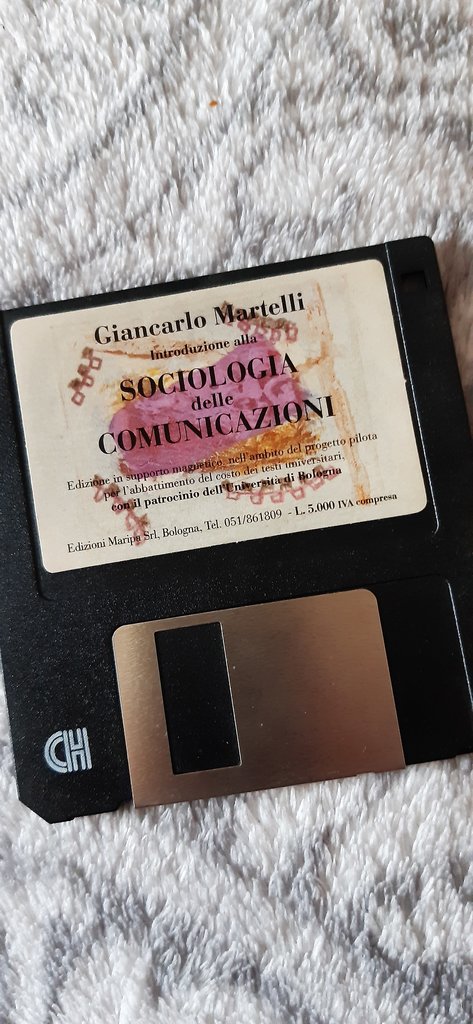 Giancarlo Martelli
Introduzione alla
SOCIOLOGIA
delle
COMUNICAZIONI
Edizione in supporto magnetico, nell'ambito del progetto pilota
per l'abbattimento del costo dei testi universitari,
con il patrocinio dell'Università di Bologna
Edizioni Maripa Srl, Bologna, Tel. 051/861809 - L. 5.000 IVA compresa
CH